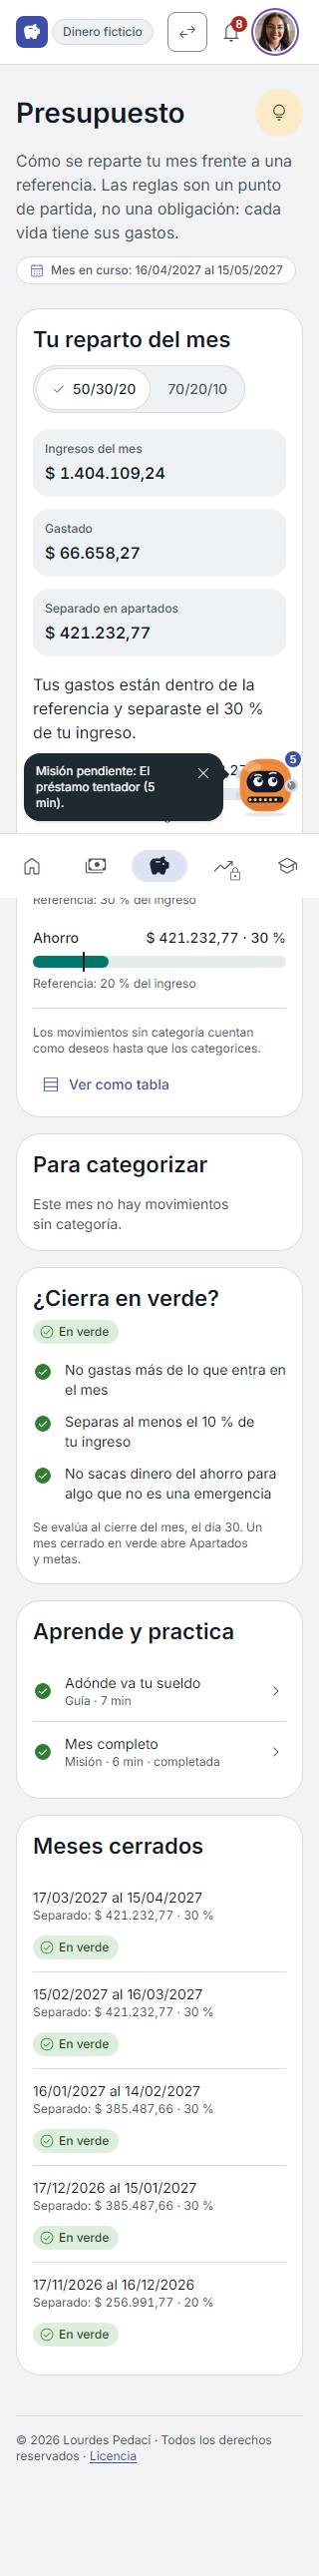 Dinero ficticio
8
Presupuesto
Cómo se reparte tu mes frente a una
referencia. Las reglas son un punto
de partida, no una obligación: cada
vida tiene sus gastos.
Mes en curso: 16/04/2027 al 15/05/2027
Tu reparto del mes
50/30/20
70/20/10
Ingresos del mes
$ 1.404.109,24
Gastado
$ 66.658,27
Separado en apartados
$ 421.232,77
Tus gastos están dentro de la
referencia y separaste el 30 %
de tu ingreso.
Misión pendiente: El
préstamo tentador (5
min).
5
Referencia: 30 % del ingreso
Ahorro
$ 421.232,77 · 30 %
Referencia: 20 % del ingreso
Los movimientos sin categoría cuentan
como deseos hasta que los categorices.
Ver como tabla
Para categorizar
Este mes no hay movimientos
sin categoría.
¿Cierra en verde?
En verde
No gastas más de lo que entra en
el mes
Separas al menos el 10 % de
tu ingreso
No sacas dinero del ahorro para
algo que no es una emergencia
Se evalúa al cierre del mes, el día 30. Un
mes cerrado en verde abre Apartados
y metas.
Aprende y practica
Adónde va tu sueldo
Guía · 7 min
Mes completo
Misión · 6 min · completada
Meses cerrados
17/03/2027 al 15/04/2027
Separado: $ 421.232,77 · 30 %
En verde
15/02/2027 al 16/03/2027
Separado: $ 421.232,77 · 30 %
En verde
16/01/2027 al 14/02/2027
Separado: $ 385.487,66 · 30 %
En verde
17/12/2026 al 15/01/2027
Separado: $ 385.487,66 · 30 %
En verde
17/11/2026 al 16/12/2026
Separado: $ 256.991,77 · 20 %
En verde
© 2026 Lourdes Pedaci · Todos los derechos
reservados · Licencia